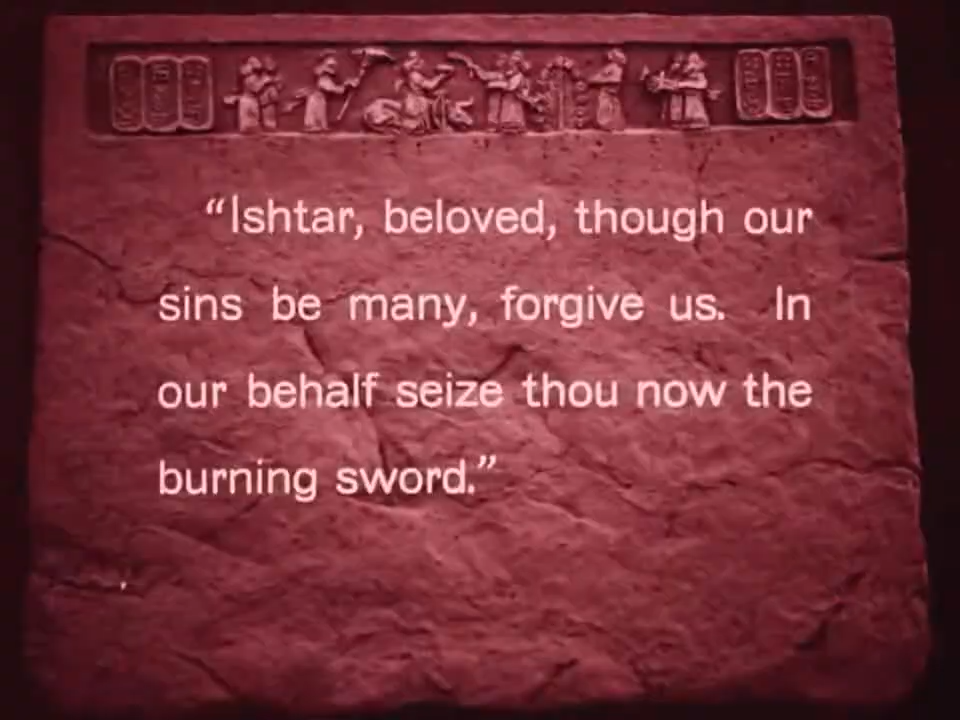 “Ishtar, beloved, though our
sins be many, forgive us. In
our behalf seize thou now the
burning sword.”